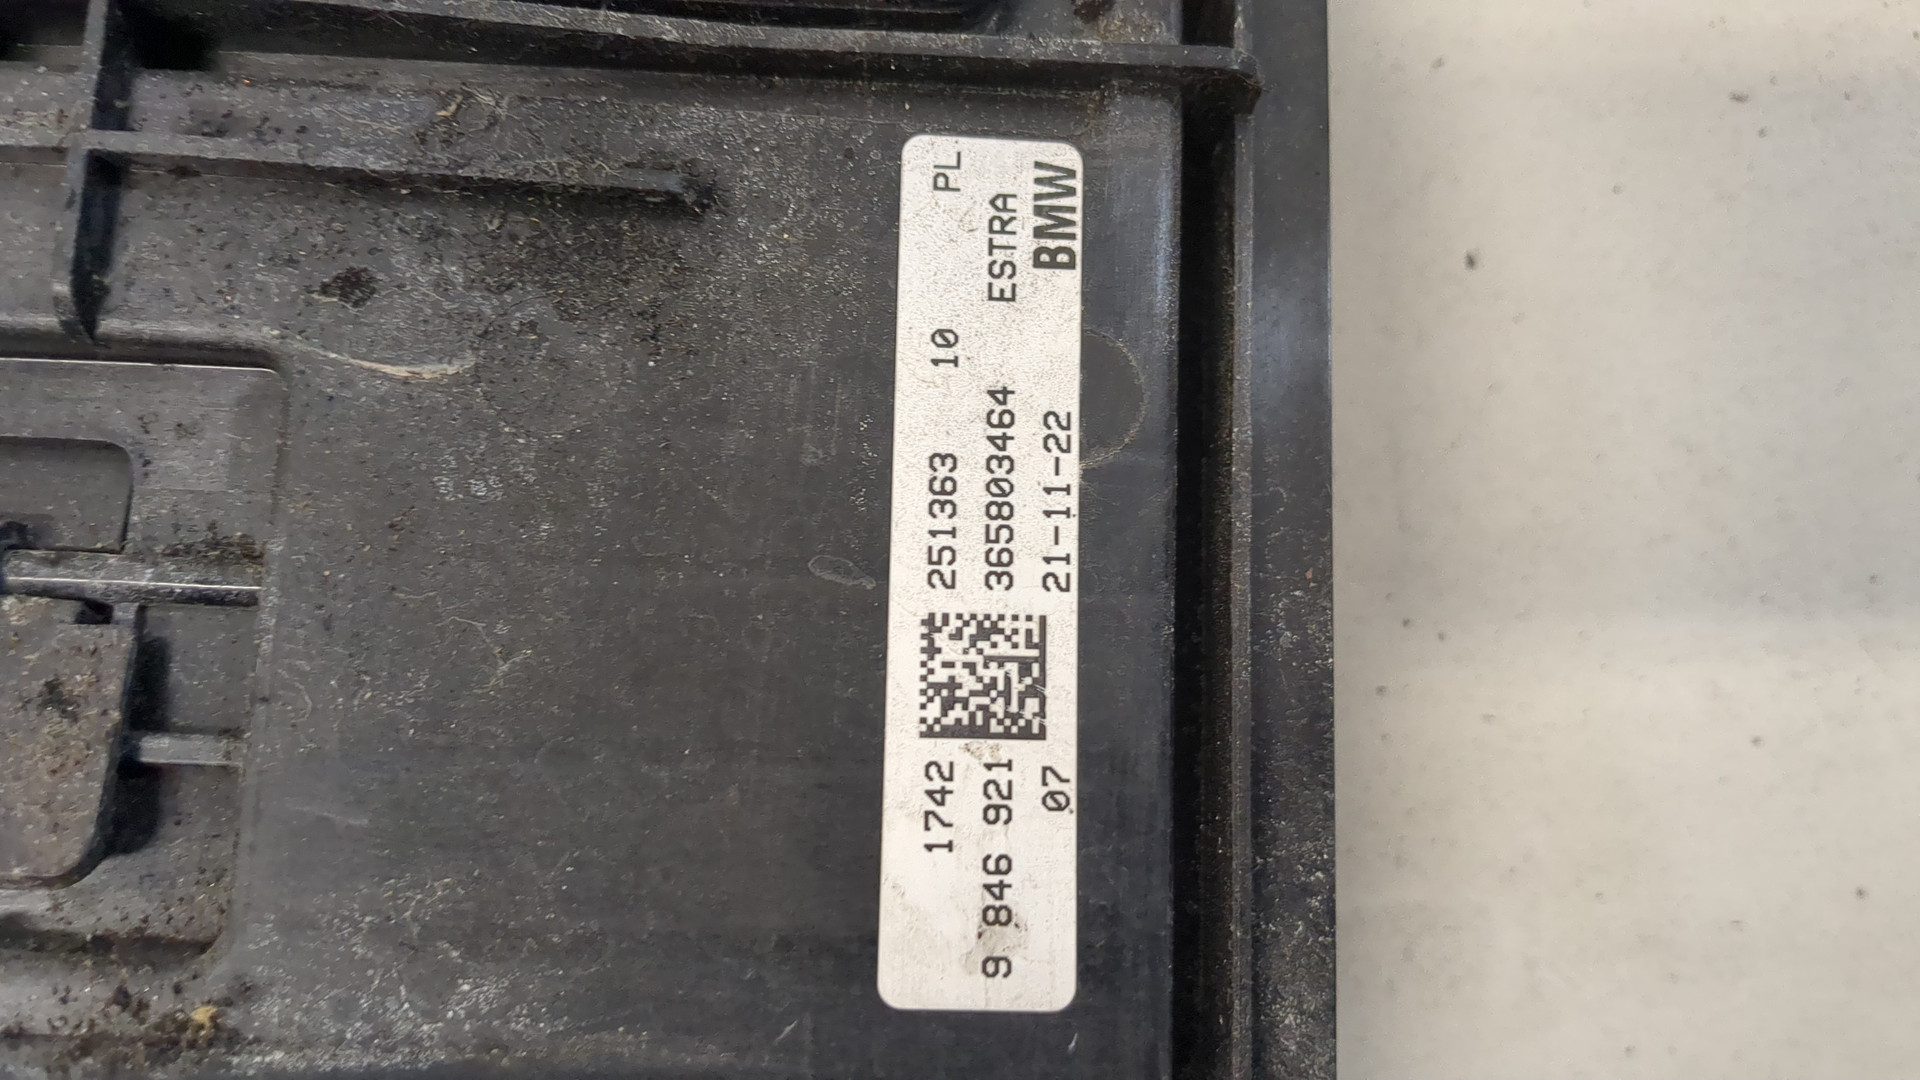 1742 251363 10 PL
9 846 921 365803464 ESTRA
07 21-11-22 BMW